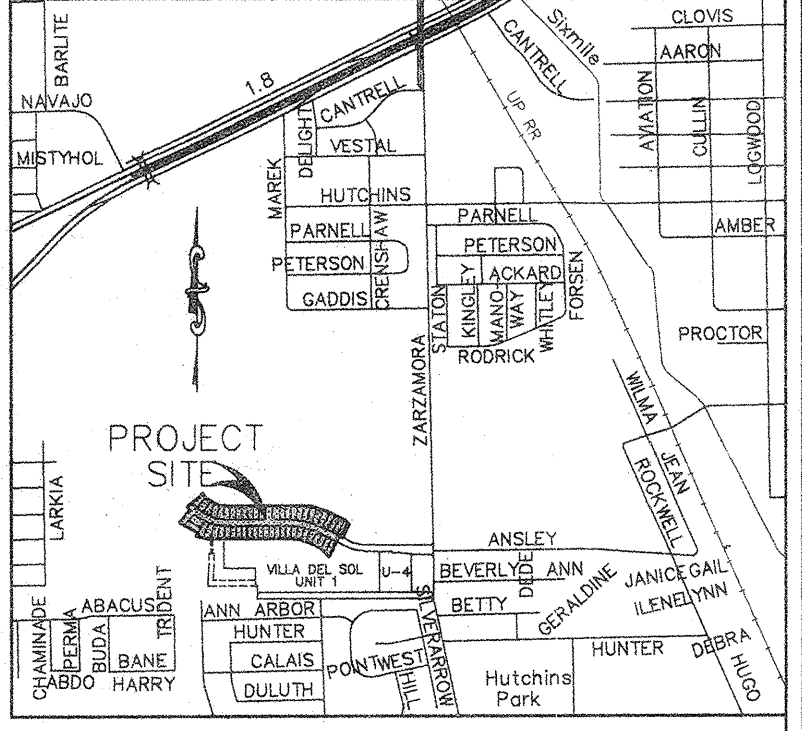 CLOVIS
Sixmile
AARON
BARLITE
CANTRELL
1.8
NAVAJO
CANTRELL
UP RR
AVIATION
CULLIN
LOGWOOD
DELIGHT
VESTAL
MISTYHOL
MAREK
HUTCHINS
PARNELL
PARNELL
AMBER
CRENSHAW
PETERSON
PETERSON
ACKARD
GADDIS
STATON
KINGLEY
MANO-
WAY
WHITLEY
FORSEN
RODRICK
PROCTOR
ZARZAMORA
WILMA
JEAN
PROJECT
SITE
ROCKWELL
LARKIA
ANSLEY
VILLA DEL SOL
UNIT 1
U-4
BEVERLY
DEDE
ANN
GERALDINE
JANICE GAIL
ILENE LYNN
BETTY
SILVERARROW
CHAMINADE
PERMA
ABACUS
BUDA
TRIDENT
ANN ARBOR
HUNTER
HUNTER
DEBRA
HUGO
BANE
CALAIS
POINTWEST
HILL
ABDO
HARRY
DULUTH
Hutchins
Park